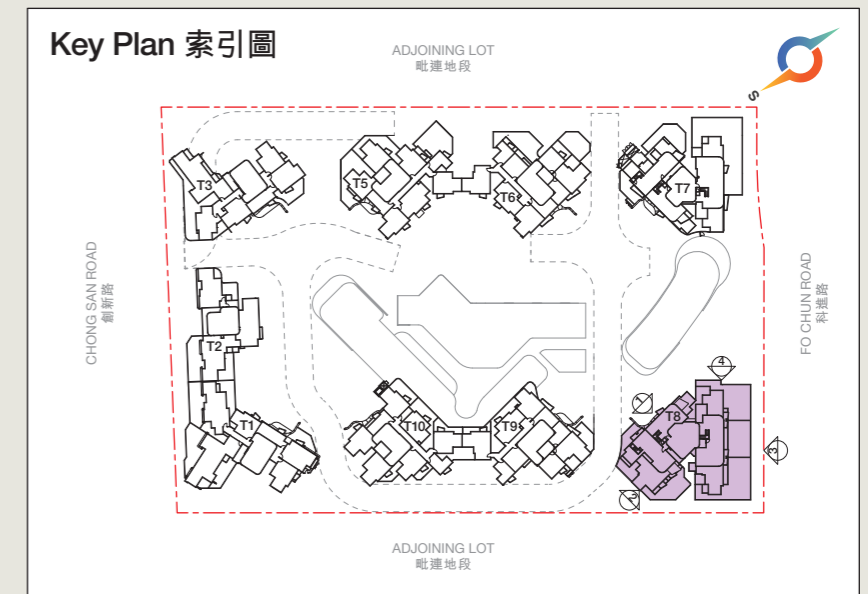 Key Plan 索引圖
ADJOINING LOT
毗連地段
S
T3
T5
T6
T7
CHONG SAN ROAD
創新路
FO CHUN ROAD
科進路
T2
T1
T10
T9
T8
4
1
3
2
ADJOINING LOT
毗連地段